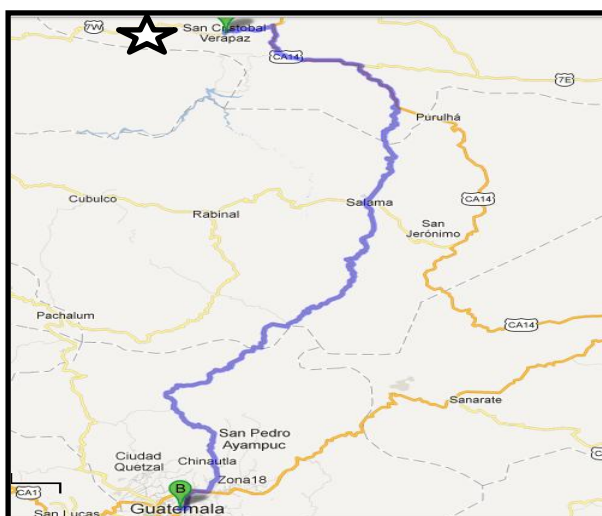 7W
San Cristobal
Verapaz
CA14
7E
Purulhá
Cubulco
Rabinal
Salama
CA14
San
Jerónimo
Pachalum
CA14
Sanarate
San Pedro
Ayampuc
Ciudad
Quetzal
Chinautla
Zona18
B
CA1
Guatemala
San Lucas